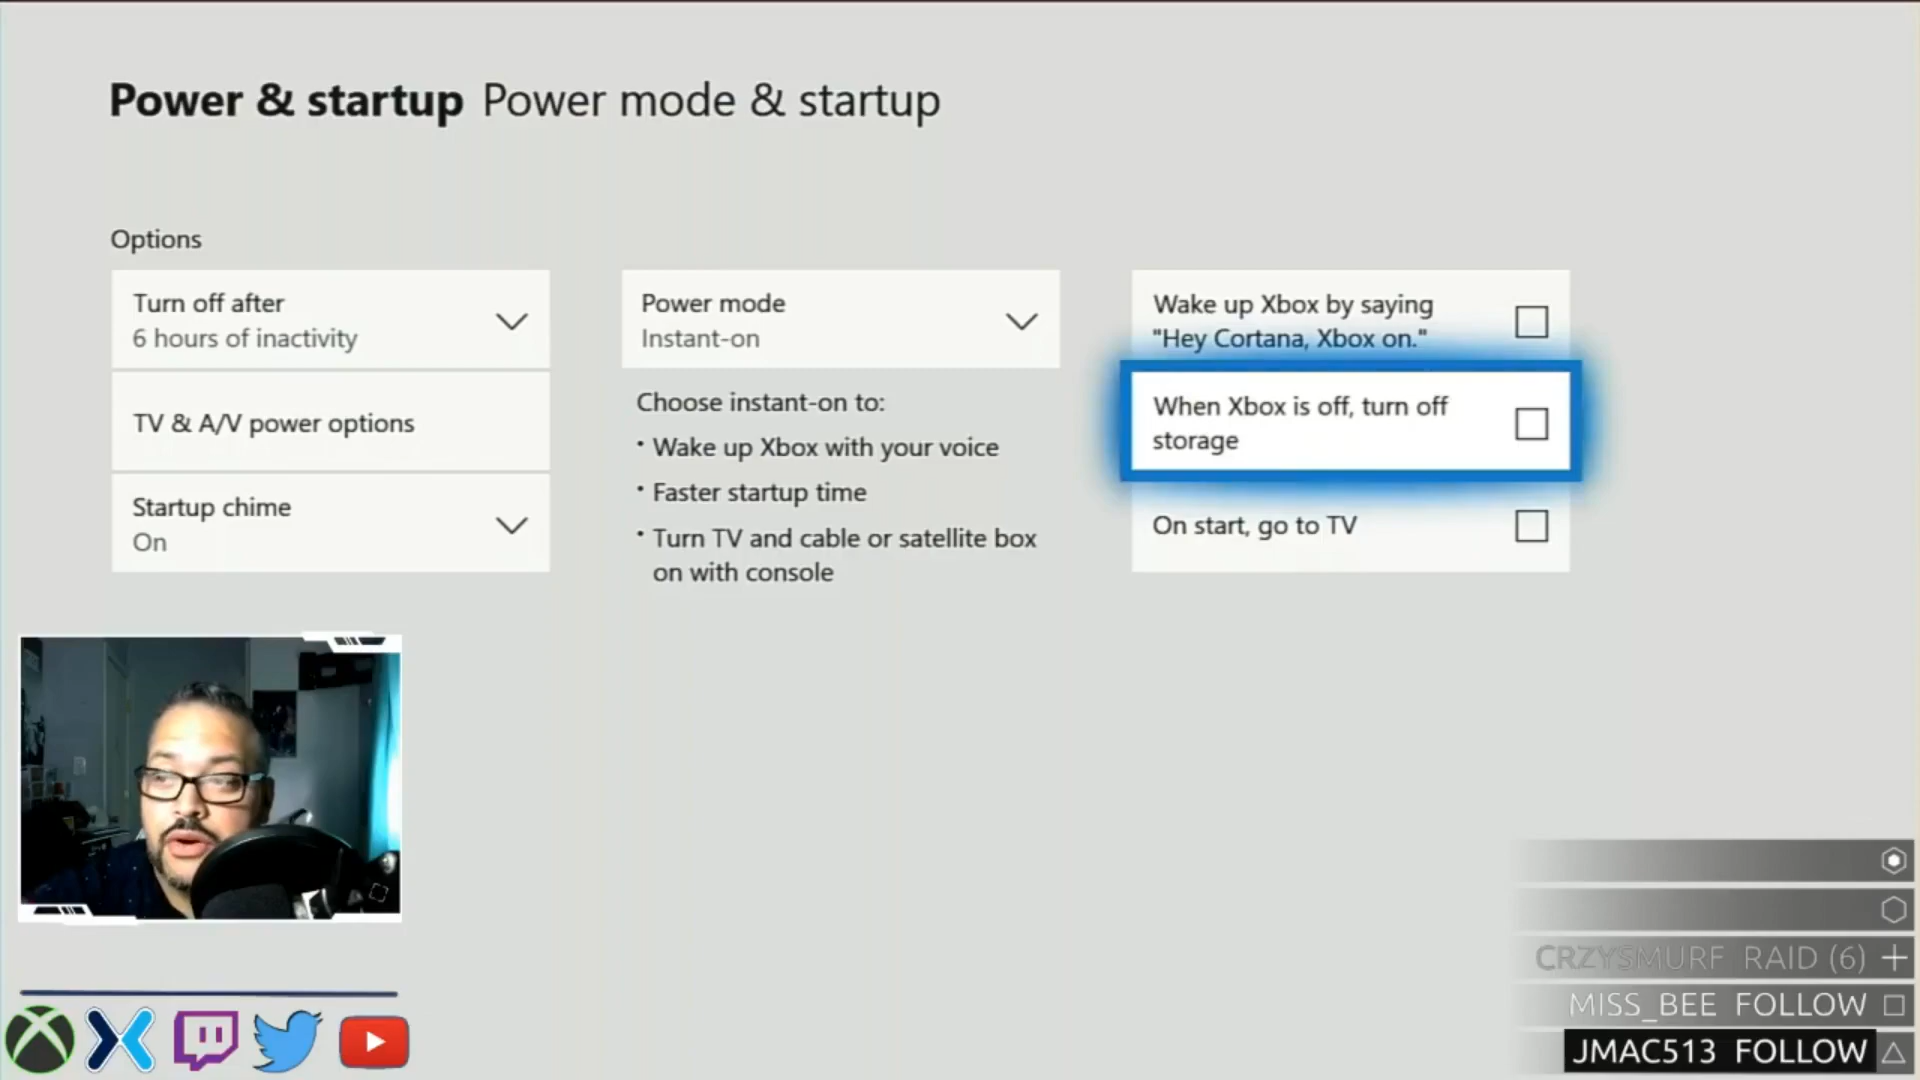 Power & startup Power mode & startup
Options
Turn off after
6 hours of inactivity
TV & A/V power options
Startup chime
On
Power mode
Instant-on
Choose instant-on to:
• Wake up Xbox with your voice
• Faster startup time
• Turn TV and cable or satellite box
on with console
Wake up Xbox by saying
"Hey Cortana, Xbox on."
When Xbox is off, turn off
storage
On start, go to TV
CRZYSMURF RAID (6)
MISS_BEE FOLLOW
JMAC513 FOLLOW